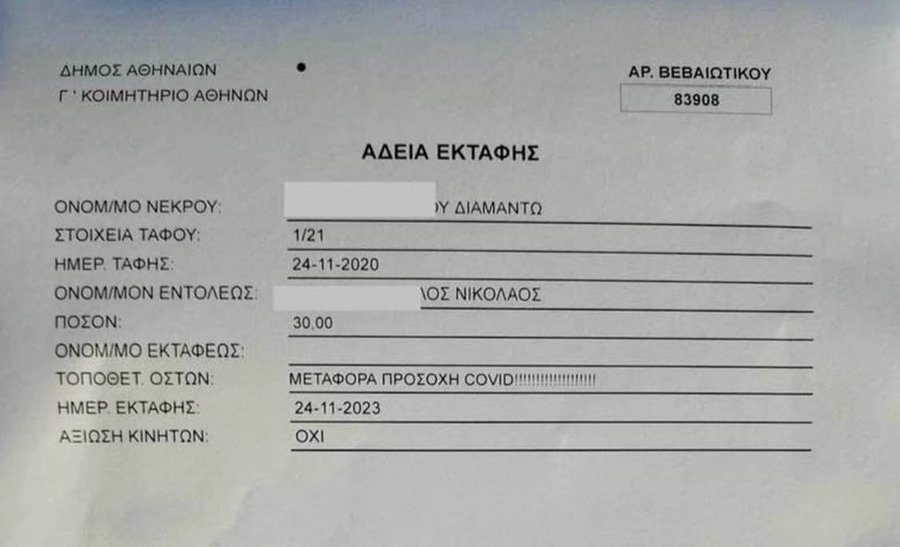 ΔΗΜΟΣ ΑΘΗΝΑΙΩΝ
Γ ' ΚΟΙΜΗΤΗΡΙΟ ΑΘΗΝΩΝ
ΑΡ. ΒΕΒΑΙΩΤΙΚΟΥ
83908
ΑΔΕΙΑ ΕΚΤΑΦΗΣ
ΟΝΟΜ/ΜΟ ΝΕΚΡΟΥ: ΟΥ ΔΙΑΜΑΝΤΩ
ΣΤΟΙΧΕΙΑ ΤΑΦΟΥ: 1/21
ΗΜΕΡ. ΤΑΦΗΣ: 24-11-2020
ΟΝΟΜ/ΜΟΝ ΕΝΤΟΛΕΩΣ: ΛΟΣ ΝΙΚΟΛΑΟΣ
ΠΟΣΟΝ: 30,00
ΟΝΟΜ/ΜΟ ΕΚΤΑΦΕΩΣ:
ΤΟΠΟΘΕΤ. ΟΣΤΩΝ: ΜΕΤΑΦΟΡΑ ΠΡΟΣΟΧΗ COVID!!!!!!!!!!!!!!!!!!!!
ΗΜΕΡ. ΕΚΤΑΦΗΣ: 24-11-2023
ΑΞΙΩΣΗ ΚΙΝΗΤΩΝ: ΟΧΙ